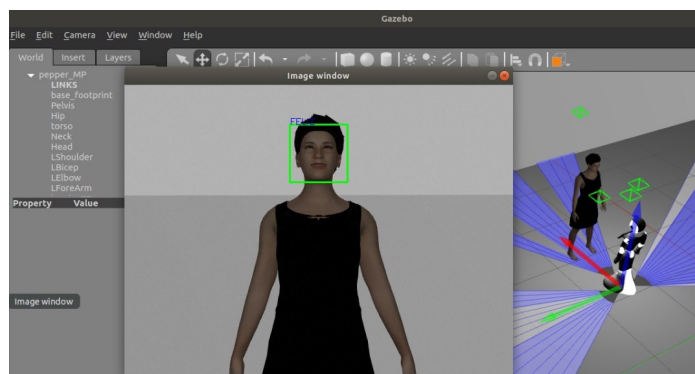 Gazebo
File Edit Camera View Window Help
World Insert Layers
Image window
pepper_MP
LINKS
base_footprint
Pelvis
Hip
torso
Neck
Head
LShoulder
LBicep
LElbow
LForeArm
Property Value
Image window